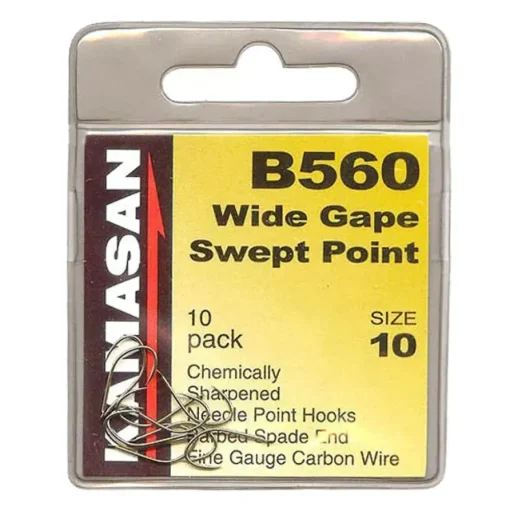 KAMASAN
B560
Wide Gape
Swept Point
10
pack
SIZE
10
Chemically
Sharpened
Needle Point Hooks
Barbed Spade End
Fine Gauge Carbon Wire